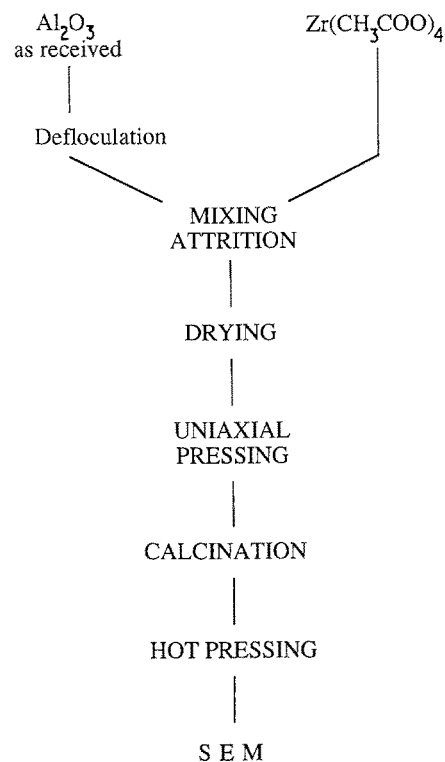 Al₂O₃
as received
Zr(CH₃COO)₄
Defloculation
MIXING
ATTRITION
DRYING
UNIAXIAL
PRESSING
CALCINATION
HOT PRESSING
S E M